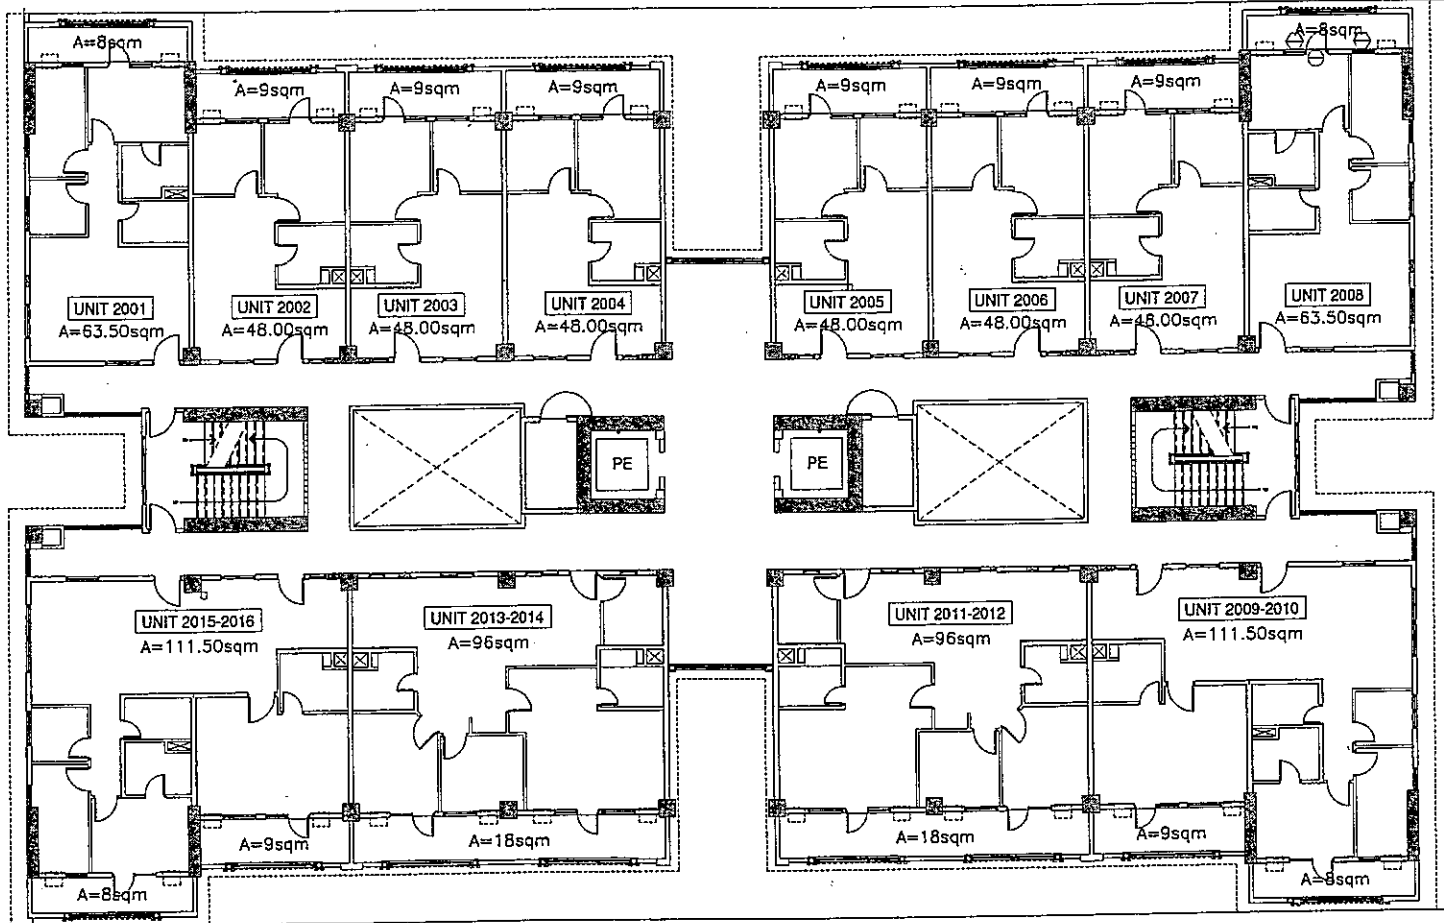 A=8sqm
A=8sqm
A=9sqm
A=9sqm
A=9sqm
A=9sqm
A=9sqm
A=9sqm
UNIT 2001
A=63.50sqm
UNIT 2002
A=48.00sqm
UNIT 2003
A=48.00sqm
UNIT 2004
A=48.00sqm
UNIT 2005
A=48.00sqm
UNIT 2006
A=48.00sqm
UNIT 2007
A=48.00sqm
UNIT 2008
A=63.50sqm
PE
PE
UNIT 2015-2016
A=111.50sqm
UNIT 2013-2014
A=96sqm
UNIT 2011-2012
A=96sqm
UNIT 2009-2010
A=111.50sqm
A=9sqm
A=18sqm
A=18sqm
A=9sqm
A=8sqm
A=8sqm